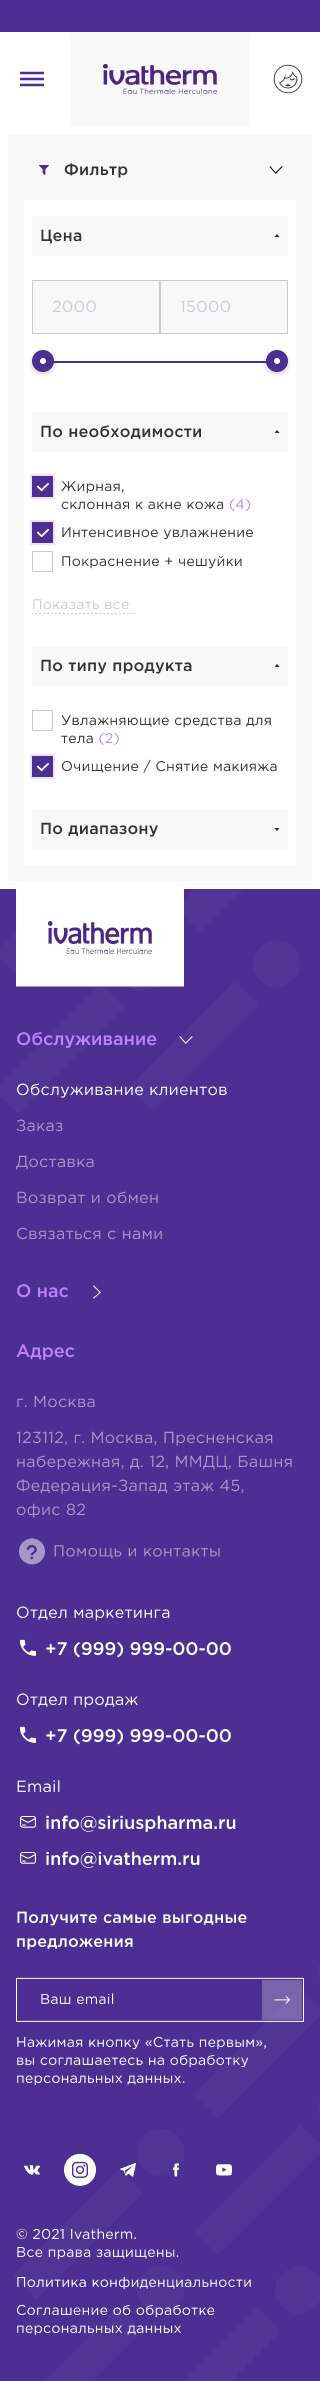 ivatherm
Eau Thermale Herculane
Фильтр
Цена
2000 15000
По необходимости
Жирная,
склонная к акне кожа (4)
Интенсивное увлажнение
Покраснение + чешуйки
Показать все
По типу продукта
Увлажняющие средства для
тела (2)
Очищение / Снятие макияжа
По диапазону
ivatherm
Eau Thermale Herculane
Обслуживание
Обслуживание клиентов
Заказ
Доставка
Возврат и обмен
Связаться с нами
О нас
Адрес
г. Москва
123112, г. Москва, Пресненская
набережная, д. 12, ММДЦ, Башня
Федерация-Запад этаж 45,
офис 82
Помощь и контакты
Отдел маркетинга
+7 (999) 999-00-00
Отдел продаж
+7 (999) 999-00-00
Email
info@siriuspharma.ru
info@ivatherm.ru
Получите самые выгодные
предложения
Ваш email
Нажимая кнопку «Стать первым»,
вы соглашаетесь на обработку
персональных данных.
© 2021 Ivatherm.
Все права защищены.
Политика конфиденциальности
Соглашение об обработке
персональных данных